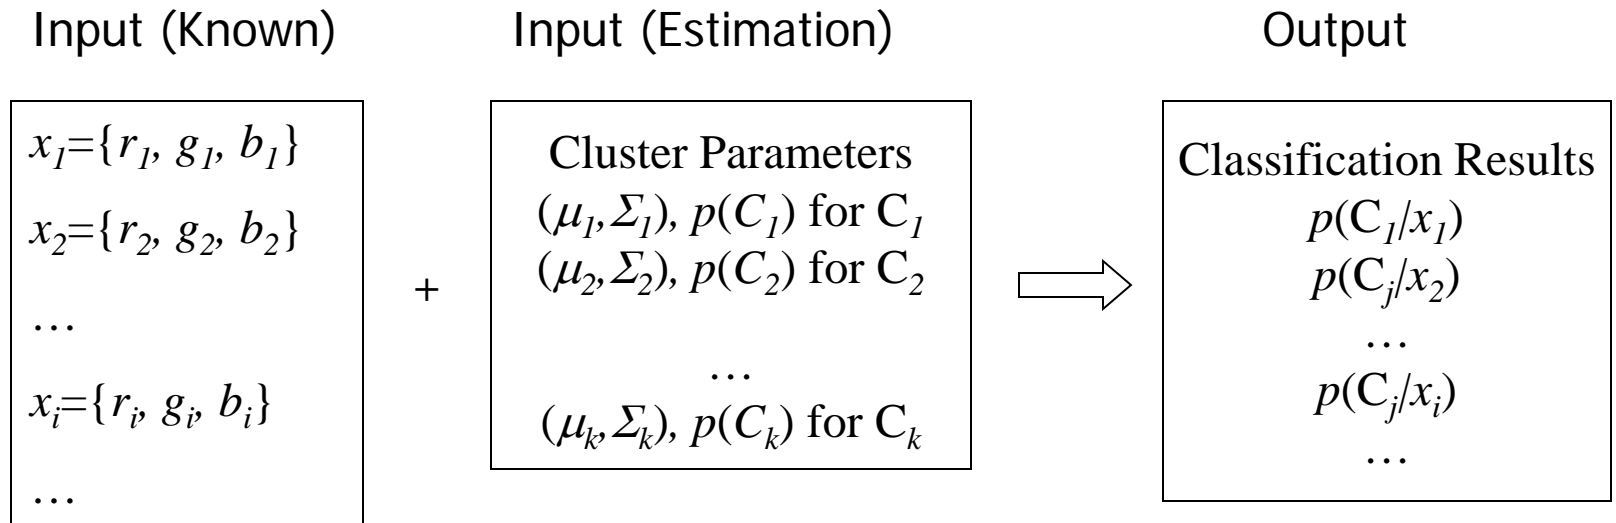 Input (Known)
Input (Estimation)
Output
x₁={r₁, g₁, b₁}
x₂={r₂, g₂, b₂}
…
xᵢ={rᵢ, gᵢ, bᵢ}
…
+
Cluster Parameters
(μ₁,Σ₁), p(C₁) for C₁
(μ₂,Σ₂), p(C₂) for C₂
…
(μₖ,Σₖ), p(Cₖ) for Cₖ
Classification Results
p(C₁/x₁)
p(Cⱼ/x₂)
…
p(Cⱼ/xᵢ)
…